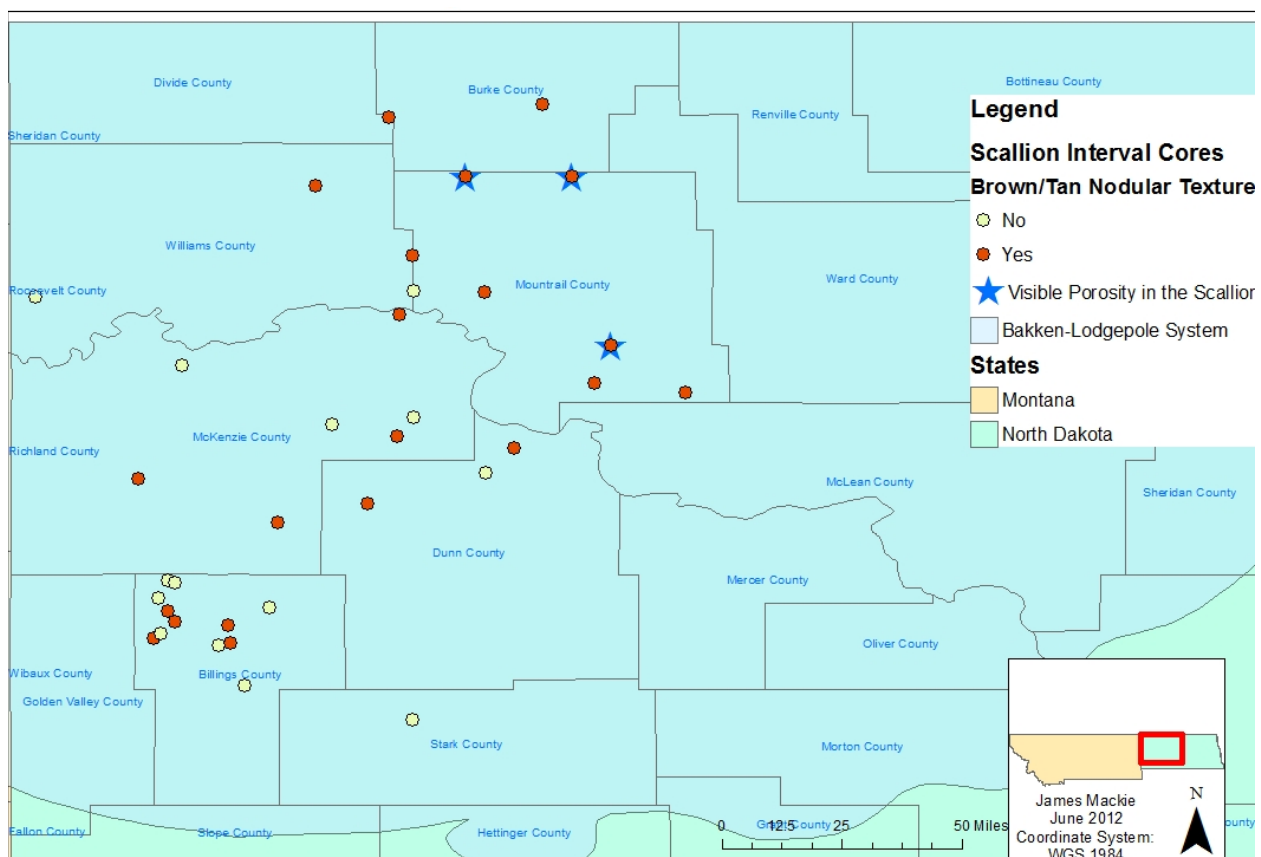 Divide County
Burke County
Bottineau County
Renville County
Sheridan County
Williams County
Roosevelt County
Mountrail County
Ward County
McKenzie County
Richland County
McLean County
Sheridan County
Dunn County
Mercer County
Oliver County
Wibaux County
Billings County
Golden Valley County
Stark County
Morton County
Fallon County
Slope County
Hettinger County
Grant County
ounty
Legend
Scallion Interval Cores
Brown/Tan Nodular Texture
No
Yes
Visible Porosity in the Scallion
Bakken-Lodgepole System
States
Montana
North Dakota
0 12.5 25 50 Miles
James Mackie
June 2012
Coordinate System:
WGS 1984
N